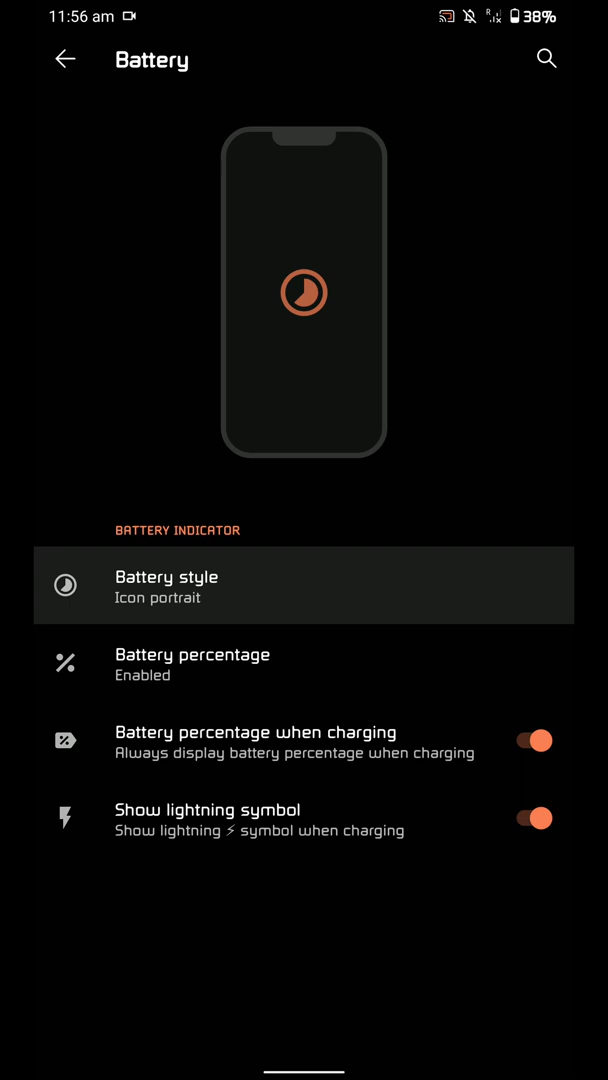 11:56 am R 38%
Battery
BATTERY INDICATOR
Battery style
Icon portrait
Battery percentage
Enabled
Battery percentage when charging
Always display battery percentage when charging
Show lightning symbol
Show lightning ⚡ symbol when charging